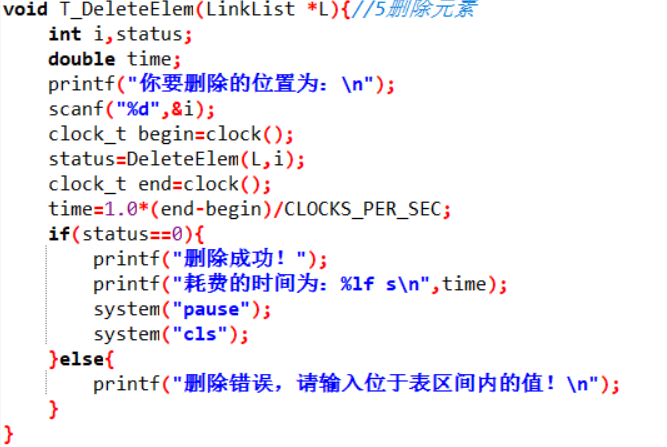 void T_DeleteElem(LinkList *L){//5删除元素
    int i,status;
    double time;
    printf("你要删除的位置为：\n");
    scanf("%d",&i);
    clock_t begin=clock();
    status=DeleteElem(L,i);
    clock_t end=clock();
    time=1.0*(end-begin)/CLOCKS_PER_SEC;
    if(status==0){
        printf("删除成功！");
        printf("耗费的时间为：%lf s\n",time);
        system("pause");
        system("cls");
    }else{
        printf("删除错误，请输入位于表区间内的值！\n");
    }
}